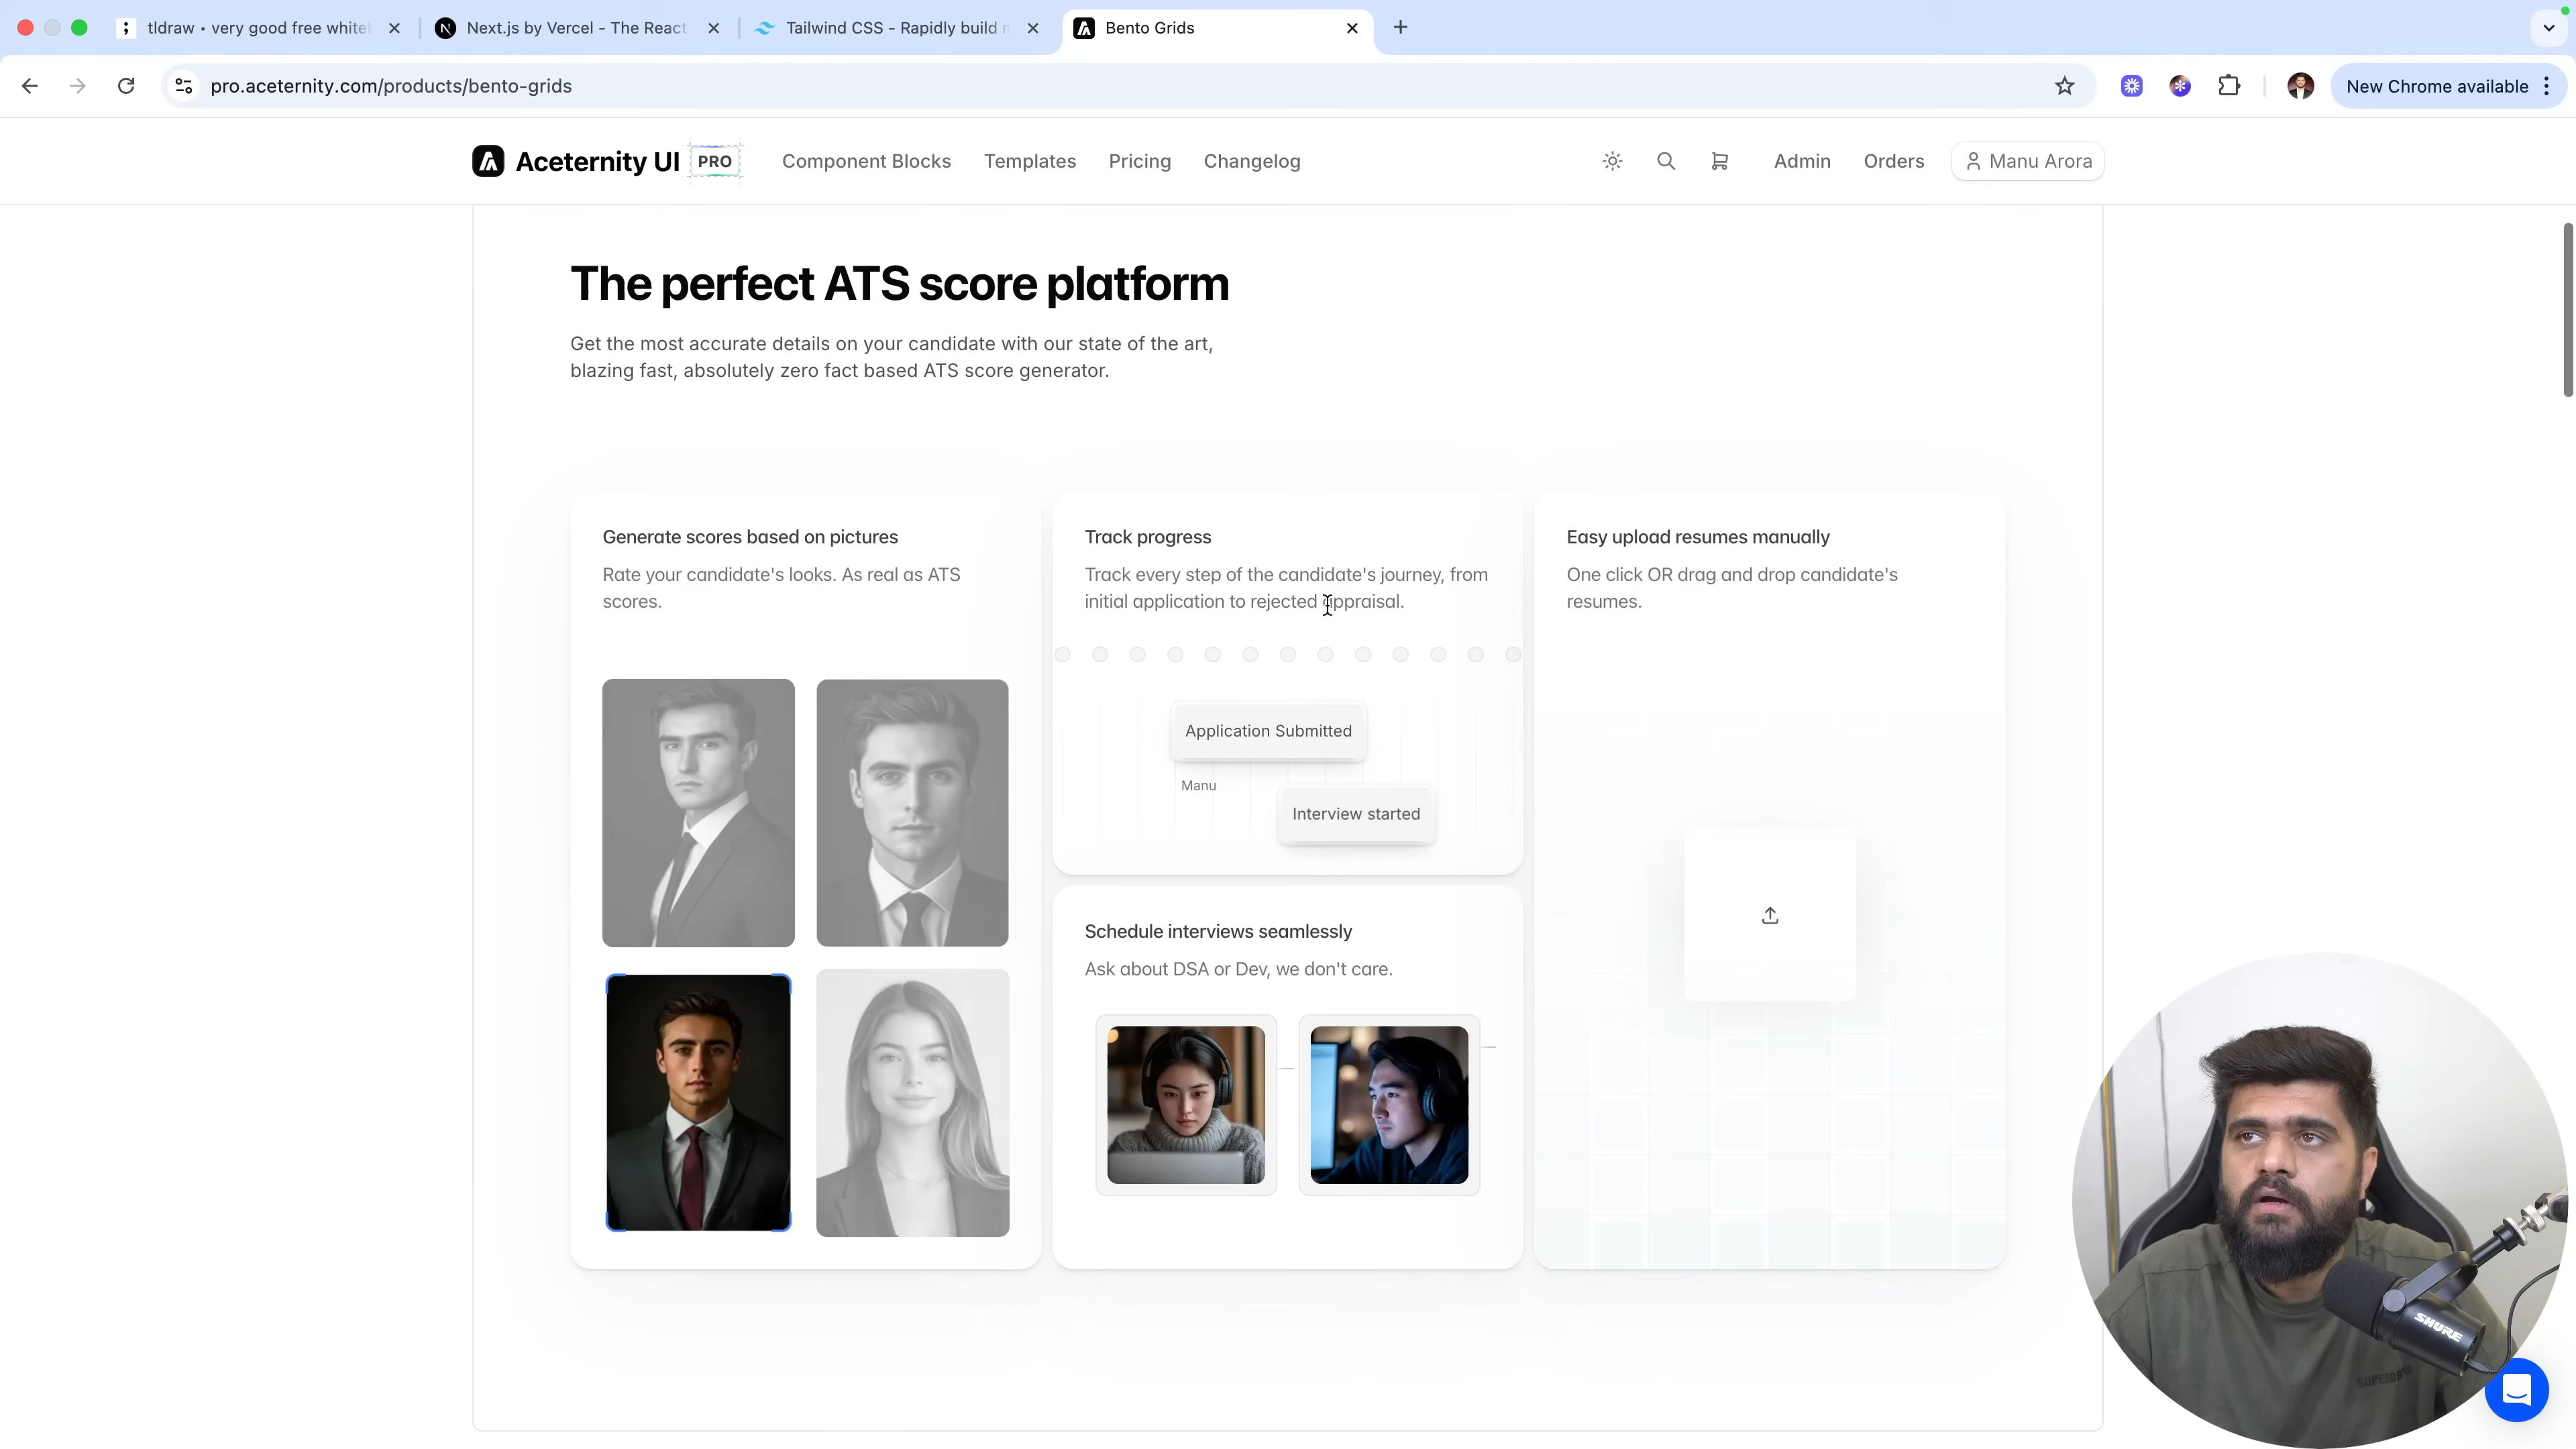 tldraw • very good free white
Next.js by Vercel - The React
Tailwind CSS - Rapidly build
Bento Grids
pro.aceternity.com/products/bento-grids
New Chrome available
Aceternity UI PRO
Component Blocks
Templates
Pricing
Changelog
Admin
Orders
Manu Arora
The perfect ATS score platform
Get the most accurate details on your candidate with our state of the art,
blazing fast, absolutely zero fact based ATS score generator.
Generate scores based on pictures
Rate your candidate's looks. As real as ATS
scores.
Track progress
Track every step of the candidate's journey, from
initial application to rejected appraisal.
Application Submitted
Manu
Interview started
Schedule interviews seamlessly
Ask about DSA or Dev, we don't care.
Easy upload resumes manually
One click OR drag and drop candidate's
resumes.
SHURE